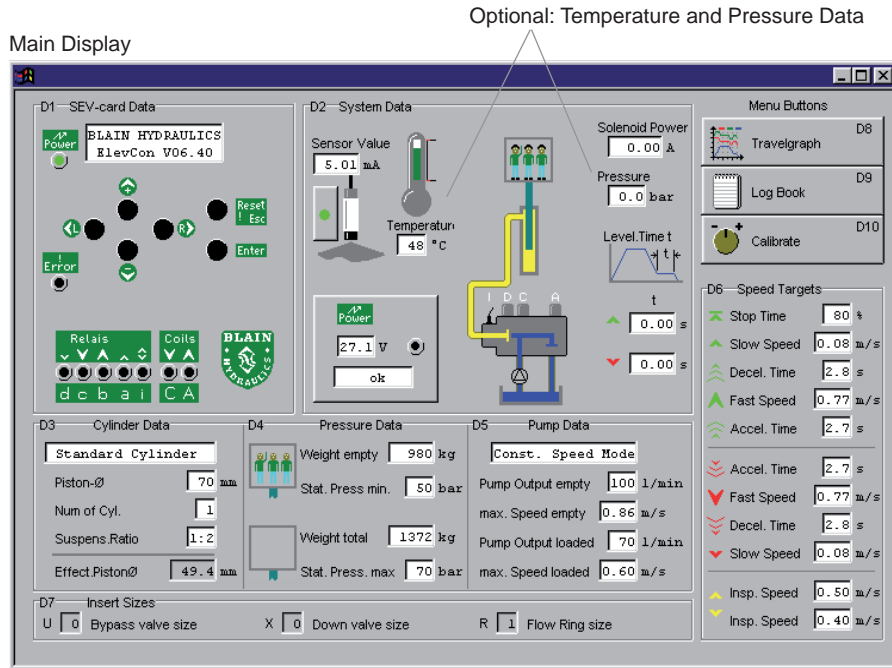 Optional: Temperature and Pressure Data
Main Display
D1 SEV-card Data
Power
BLAIN HYDRAULICS
ElevCon V06.40
L
R
Reset
! Esc
Enter
!
Error
Relais
d c b a i
Coils
C A
BLAIN
HYDRAULICS
D2 System Data
Sensor Value
5.01 mA
Temperatur
48 °C
Power
27.1 V
ok
I D C A
Solenoid Power
0.00 A
Pressure
0.0 bar
Level.Time t
t
t
0.00 s
0.00 s
Menu Buttons
Travelgraph D8
Log Book D9
Calibrate D10
D6 Speed Targets
Stop Time 80 %
Slow Speed 0.08 m/s
Decel. Time 2.8 s
Fast Speed 0.77 m/s
Accel. Time 2.7 s
Accel. Time 2.7 s
Fast Speed 0.77 m/s
Decel. Time 2.8 s
Slow Speed 0.08 m/s
Insp. Speed 0.50 m/s
Insp. Speed 0.40 m/s
D3 Cylinder Data
Standard Cylinder
Piston-Ø 70 mm
Num of Cyl. 1
Suspens.Ratio 1:2
Effect.PistonØ 49.4 mm
D4 Pressure Data
Weight empty 980 kg
Stat. Press min. 50 bar
Weight total 1372 kg
Stat. Press. max 70 bar
D5 Pump Data
Const. Speed Mode
Pump Output empty 100 l/min
max. Speed empty 0.86 m/s
Pump Output loaded 70 l/min
max. Speed loaded 0.60 m/s
D7 Insert Sizes
U 0 Bypass valve size
X 0 Down valve size
R 1 Flow Ring size